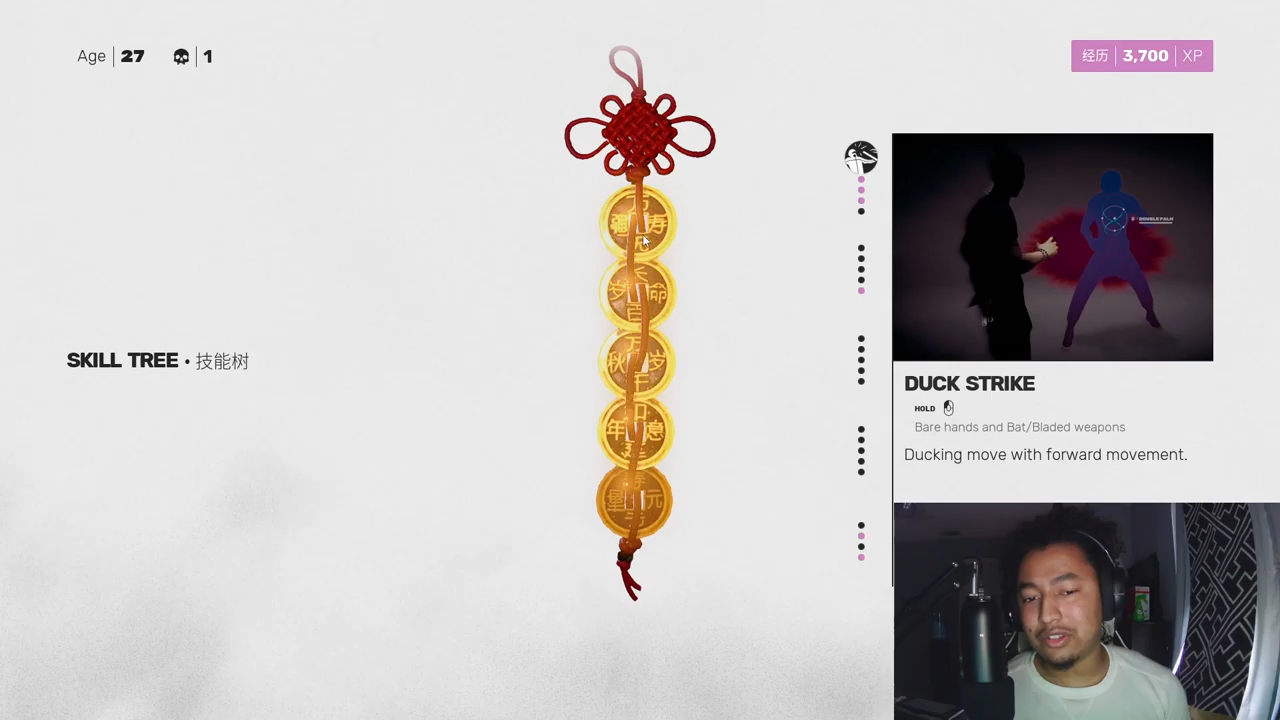 Age 27 1
经历 3,700 XP
SKILL TREE • 技能树
DUCK STRIKE
HOLD
Bare hands and Bat/Bladed weapons
Ducking move with forward movement.